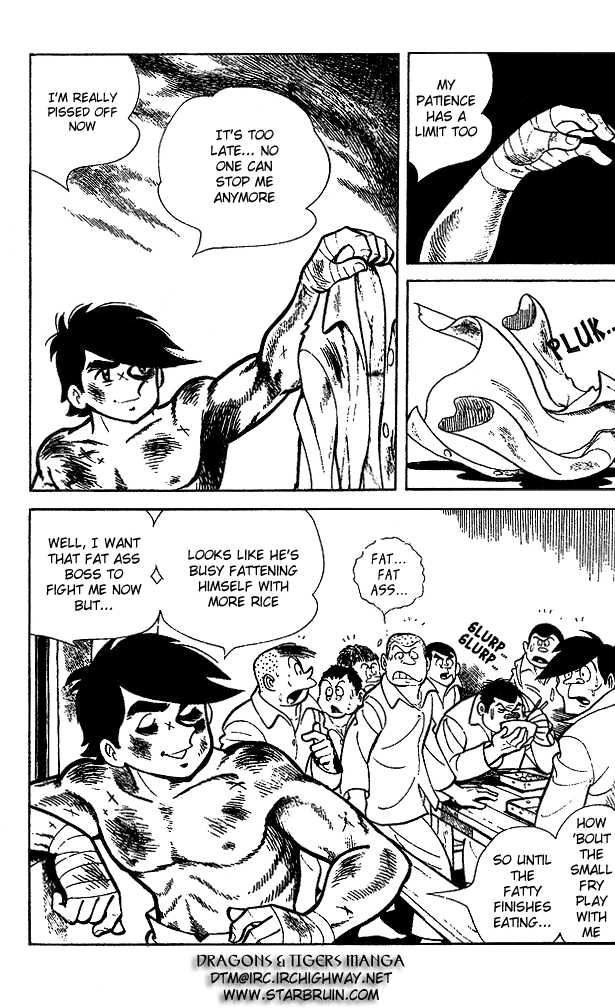 I'M REALLY
PISSED OFF
NOW
IT'S TOO
LATE... NO
ONE CAN
STOP ME
ANYMORE
MY
PATIENCE
HAS A
LIMIT TOO
PLUK...
WELL, I WANT
THAT FAT ASS
BOSS TO
FIGHT ME NOW
BUT...
LOOKS LIKE HE'S
BUSY FATTENING
HIMSELF WITH
MORE RICE
FAT...
FAT
ASS...
GLURP-
GLURP-
SO UNTIL
THE
FATTY
FINISHES
EATING...
HOW
'BOUT
THE
SMALL
FRY
PLAY
WITH
ME
DRAGONS & TIGERS MANGA
DTM@IRC.IRCHIGHWAY.NET
WWW.STARBRUIN.COM